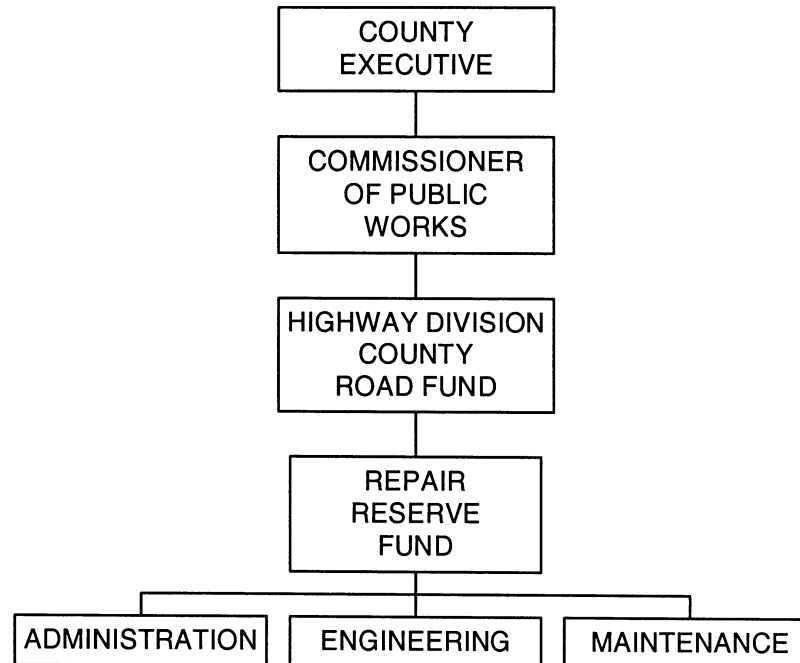 COUNTY
EXECUTIVE
COMMISSIONER
OF PUBLIC
WORKS
HIGHWAY DIVISION
COUNTY
ROAD FUND
REPAIR
RESERVE
FUND
ADMINISTRATION
ENGINEERING
MAINTENANCE